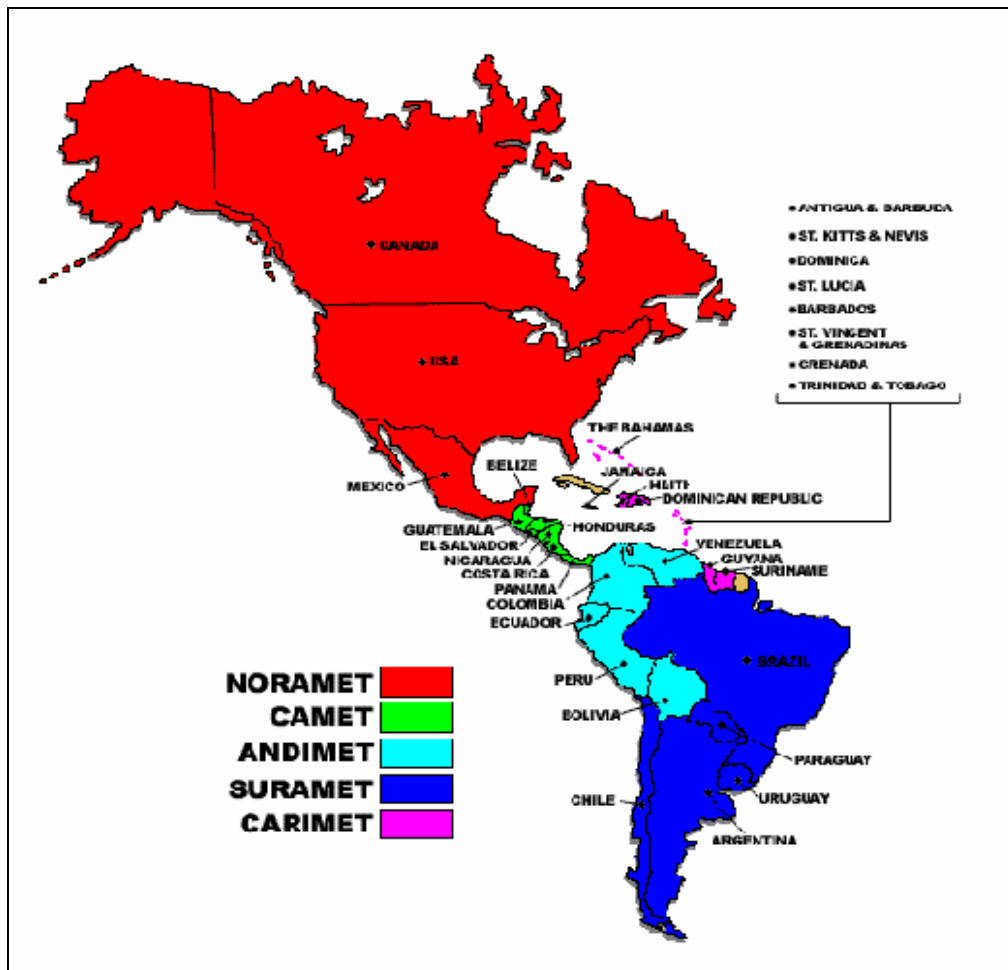 ANTIGUA & BARBUDA
ST. KITTS & NEVIS
DOMINICA
ST. LUCIA
BARBADOS
ST. VINCENT
& GRENADINAS
GRENADA
TRINIDAD & TOBAGO
CANADA
USA
MEXICO
THE BAHAMAS
BELIZE
JAMAICA
HAITI
DOMINICAN REPUBLIC
GUATEMALA
HONDURAS
EL SALVADOR
NICARAGUA
COSTA RICA
PANAMA
COLOMBIA
ECUADOR
VENEZUELA
GUYANA
SURINAME
BRAZIL
PERU
BOLIVIA
PARAGUAY
CHILE
URUGUAY
ARGENTINA
NORAMET
CAMET
ANDIMET
SURAMET
CARIMET